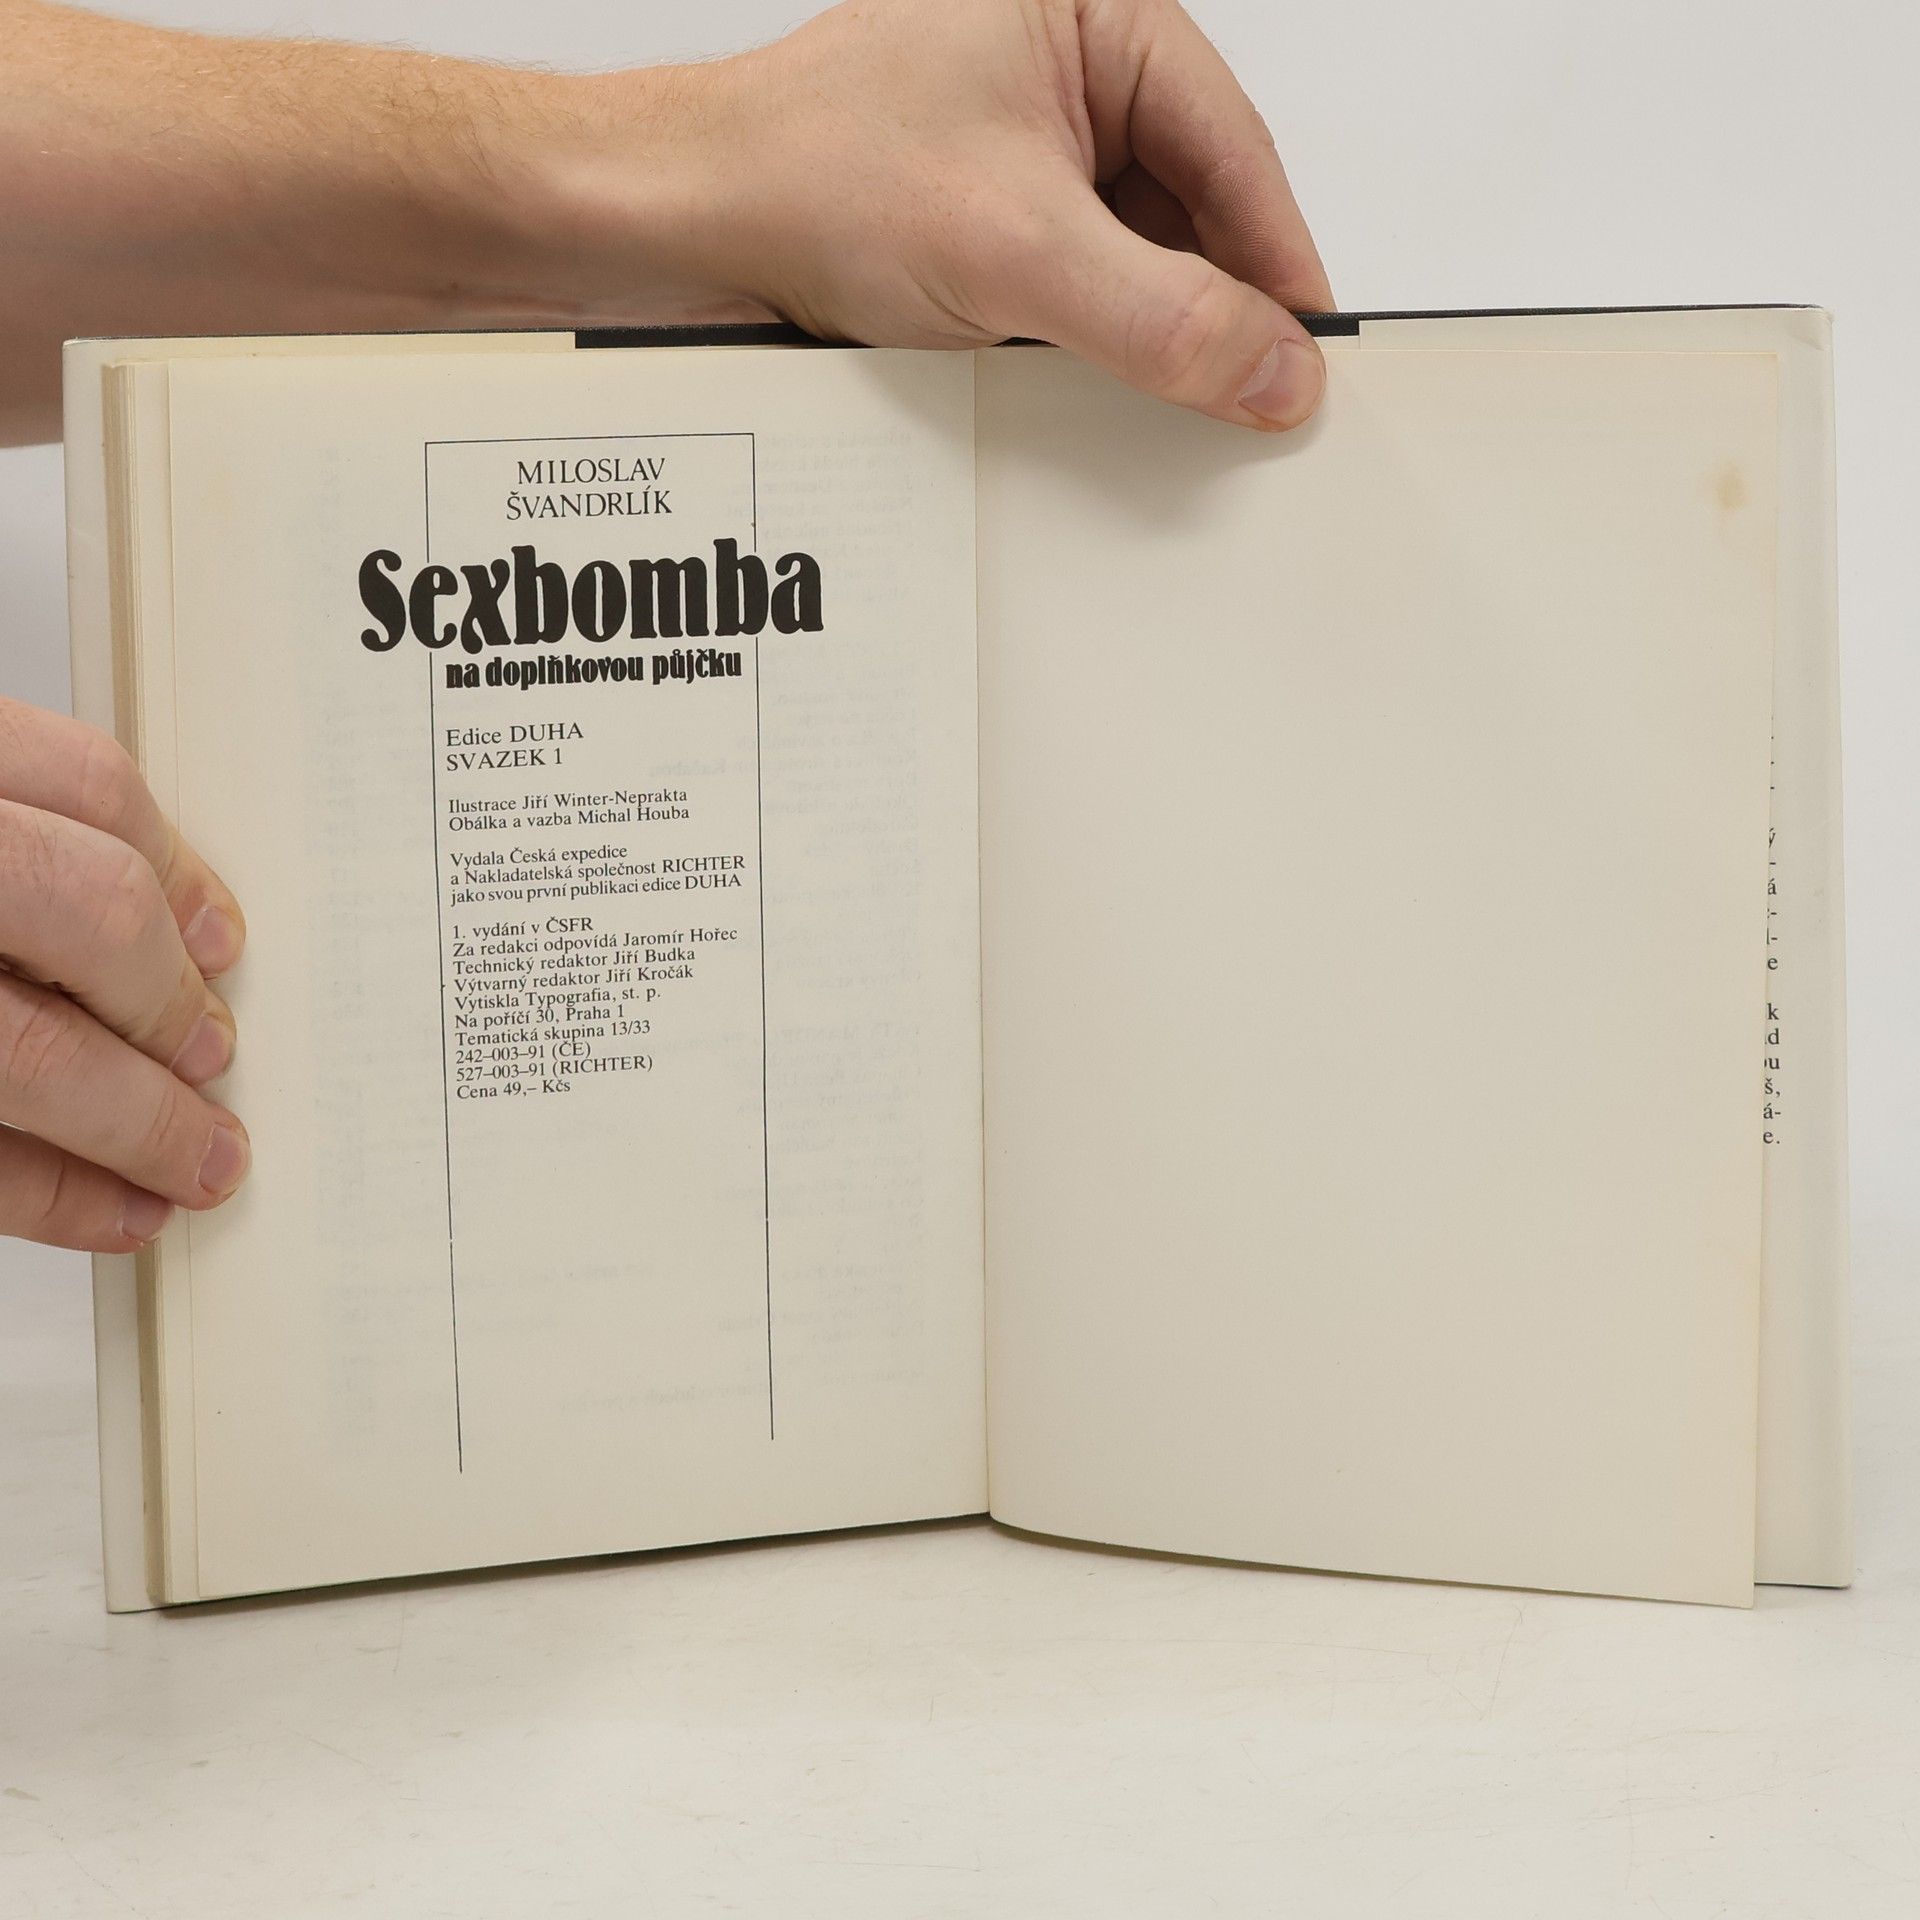 MILOSLAV
ŠVANDRLÍK
Sexbomba
na doplňkovou půjčku
Edice DUHA
SVAZEK 1
Ilustrace Jiří Winter-Neprakta
Obálka a vazba Michal Houba
Vydala Česká expedice
a Nakladatelská společnost RICHTER
jako svou první publikaci edice DUHA
1. vydání v ČSFR
Za redakci odpovídá Jaromír Hořec
Technický redaktor Jiří Budka
Výtvarný redaktor Jiří Kročák
Vytiskla Typografia, st. p.
Na poříčí 30, Praha 1
Tematická skupina 13/33
242–003–91 (ČE)
527–003–91 (RICHTER)
Cena 49,– Kčs